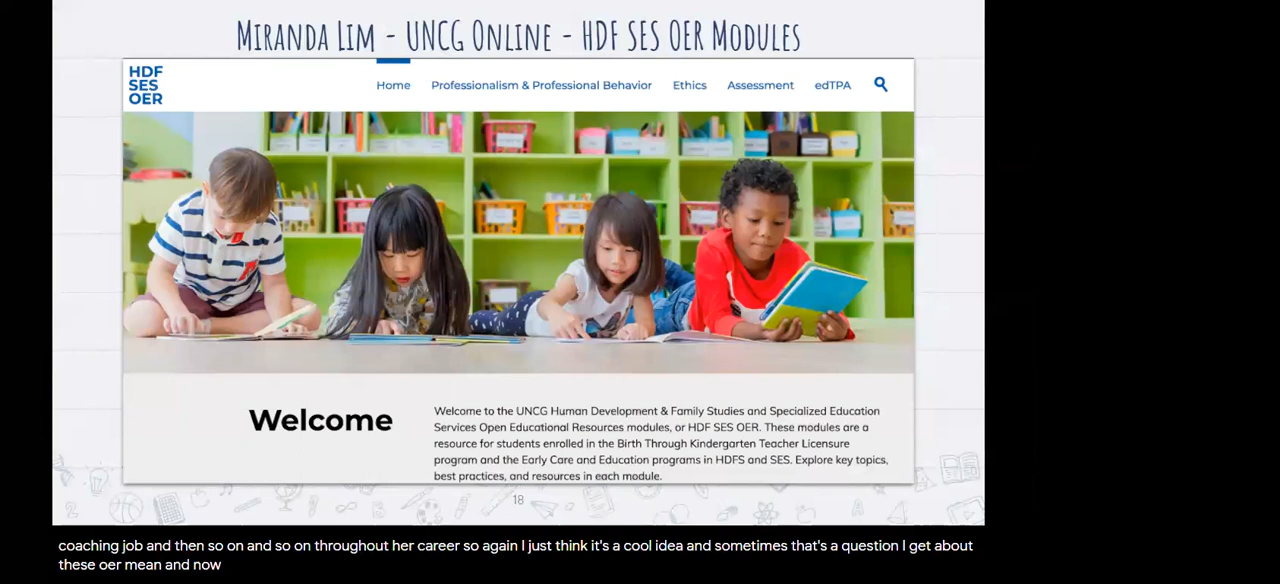 Miranda Lim - UNCG Online - HDF SES OER Modules
HDF
SES
OER
Home Professionalism & Professional Behavior Ethics Assessment edTPA
Welcome
Welcome to the UNCG Human Development & Family Studies and Specialized Education
Services Open Educational Resources modules, or HDF SES OER. These modules are a
resource for students enrolled in the Birth Through Kindergarten Teacher Licensure
program and the Early Care and Education programs in HDFS and SES. Explore key topics,
best practices, and resources in each module.
18
coaching job and then so on and so on throughout her career so again I just think it's a cool idea and sometimes that's a question I get about
these oer mean and now